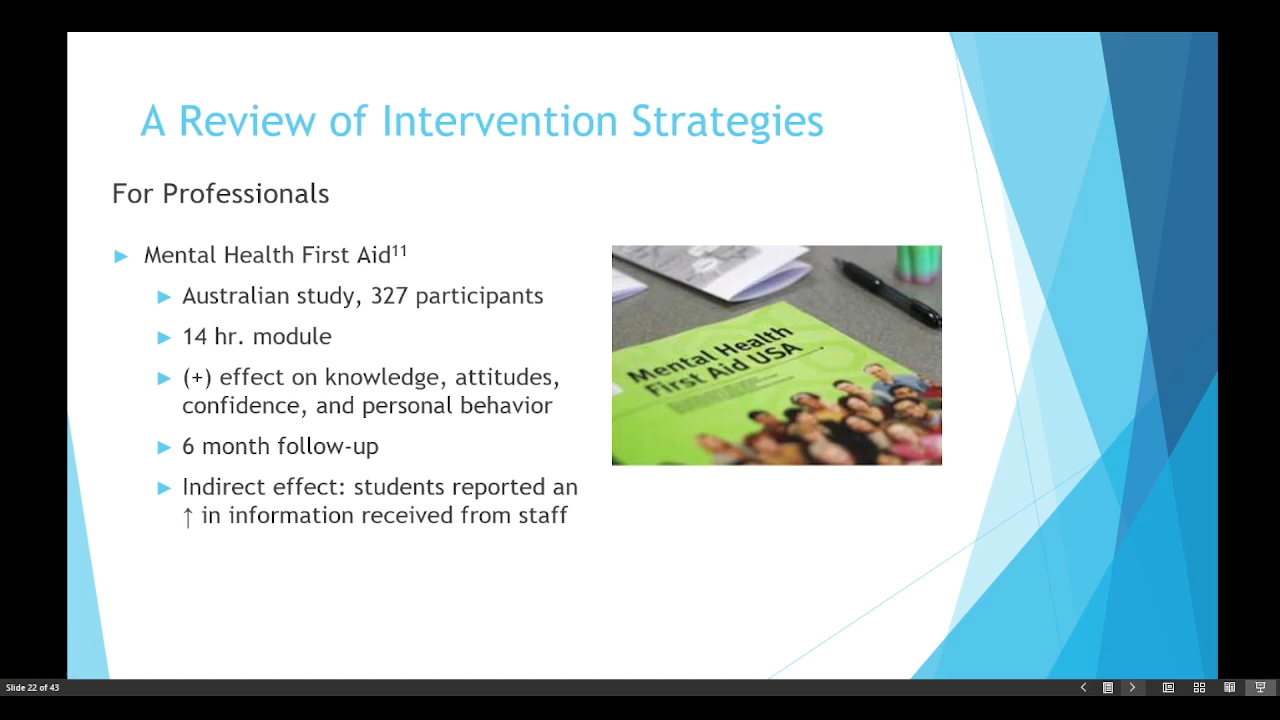 A Review of Intervention Strategies
For Professionals
► Mental Health First Aid¹¹
► Australian study, 327 participants
► 14 hr. module
► (+) effect on knowledge, attitudes,
confidence, and personal behavior
► 6 month follow-up
► Indirect effect: students reported an
↑ in information received from staff
Mental Health
First Aid USA
Slide 22 of 43